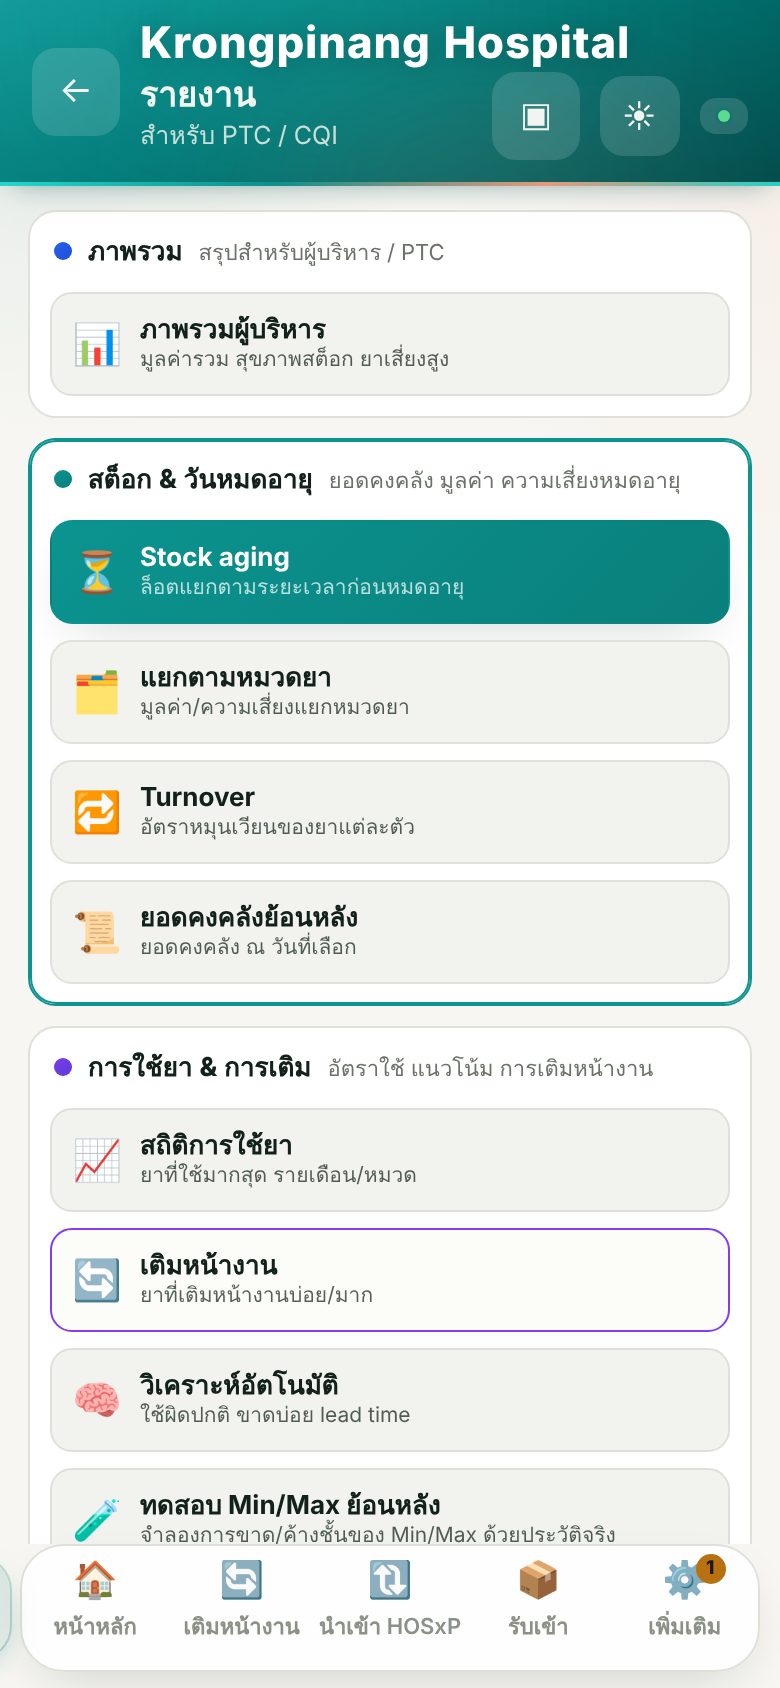 Krongpinang Hospital
รายงาน
สำหรับ PTC / CQI
ภาพรวม สรุปสำหรับผู้บริหาร / PTC
ภาพรวมผู้บริหาร
มูลค่ารวม สุขภาพสต็อก ยาเสี่ยงสูง
สต็อก & วันหมดอายุ ยอดคงคลัง มูลค่า ความเสี่ยงหมดอายุ
Stock aging
ล็อตแยกตามระยะเวลาก่อนหมดอายุ
แยกตามหมวดยา
มูลค่า/ความเสี่ยงแยกหมวดยา
Turnover
อัตราหมุนเวียนของยาแต่ละตัว
ยอดคงคลังย้อนหลัง
ยอดคงคลัง ณ วันที่เลือก
การใช้ยา & การเติม อัตราใช้ แนวโน้ม การเติมหน้างาน
สถิติการใช้ยา
ยาที่ใช้มากสุด รายเดือน/หมวด
เติมหน้างาน
ยาที่เติมหน้างานบ่อย/มาก
วิเคราะห์อัตโนมัติ
ใช้ผิดปกติ ขาดบ่อย lead time
ทดสอบ Min/Max ย้อนหลัง
จำลองการขาด/ค้างชั้นของ Min/Max ด้วยประวัติจริง
1
หน้าหลัก เติมหน้างาน นำเข้า HOSxP รับเข้า เพิ่มเติม